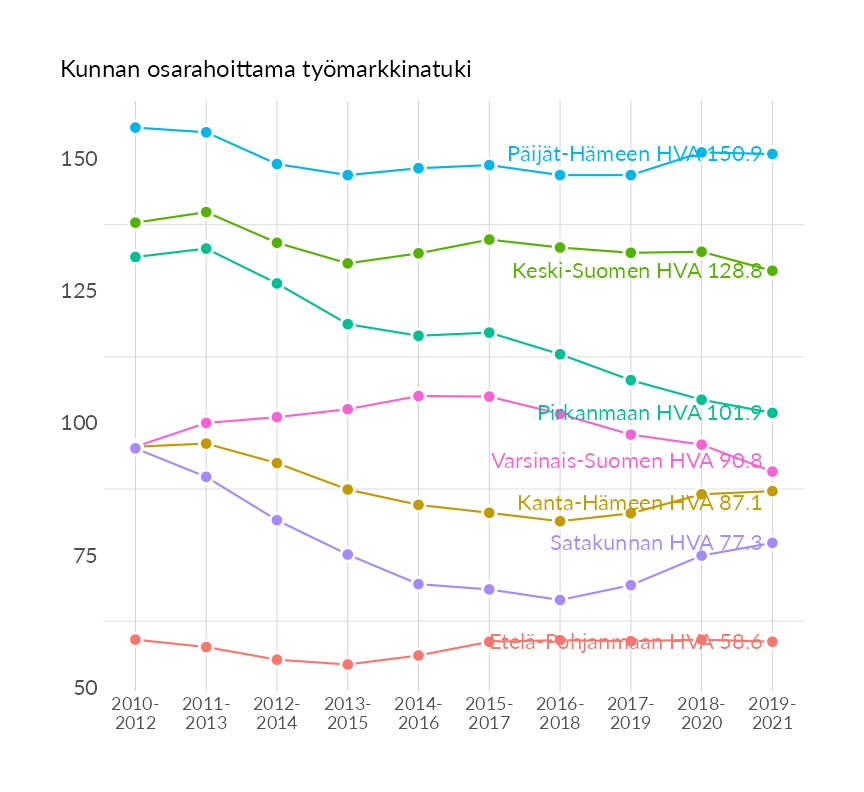 Kunnan osarahoittama työmarkkinatuki
150
125
100
75
50
Päijät-Hämeen HVA 150.9
Keski-Suomen HVA 128.8
Pirkanmaan HVA 101.9
Varsinais-Suomen HVA 90.8
Kanta-Hämeen HVA 87.1
Satakunnan HVA 77.3
Etelä-Pohjanmaan HVA 58.6
2010- 2011- 2012- 2013- 2014- 2015- 2016- 2017- 2018- 2019-
2012 2013 2014 2015 2016 2017 2018 2019 2020 2021